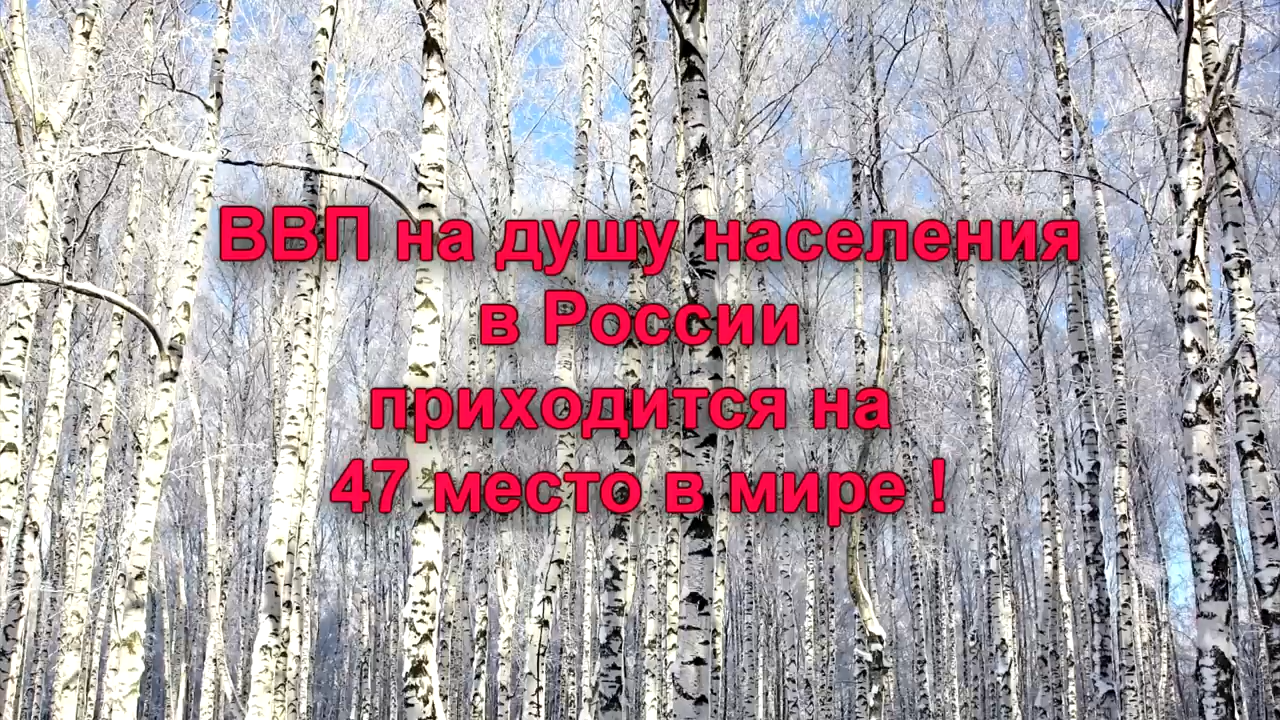 ВВП на душу населения
в России
приходится на
47 место в мире !